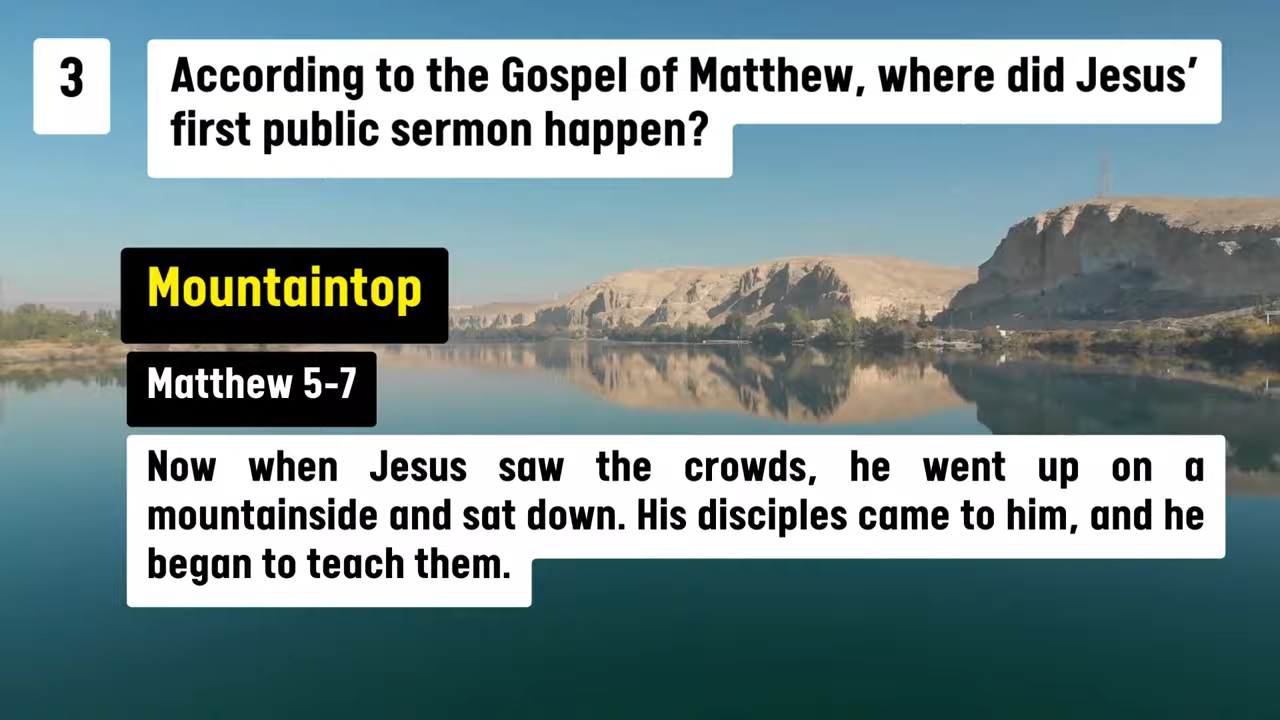 3
According to the Gospel of Matthew, where did Jesus’
first public sermon happen?
Mountaintop
Matthew 5-7
Now when Jesus saw the crowds, he went up on a
mountainside and sat down. His disciples came to him, and he
began to teach them.